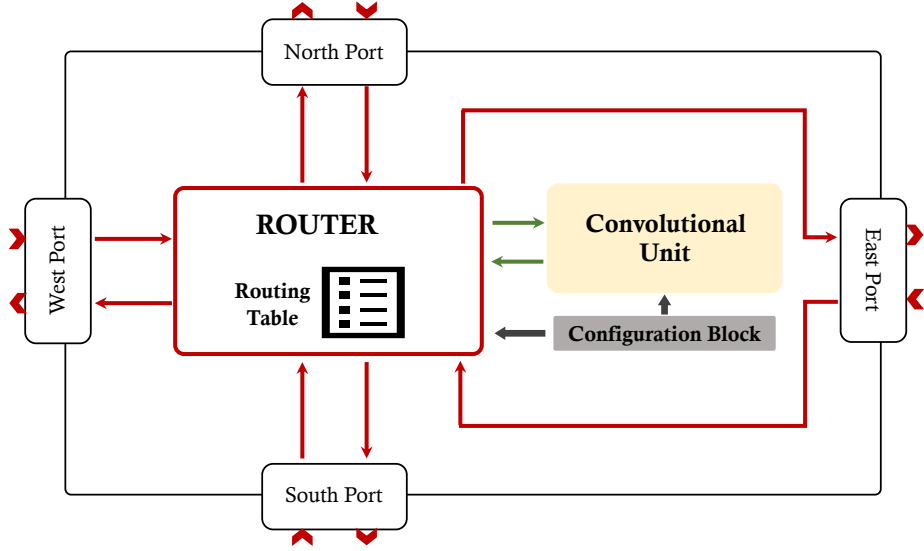 North Port
West Port
ROUTER
Routing
Table
Convolutional
Unit
Configuration Block
East Port
South Port